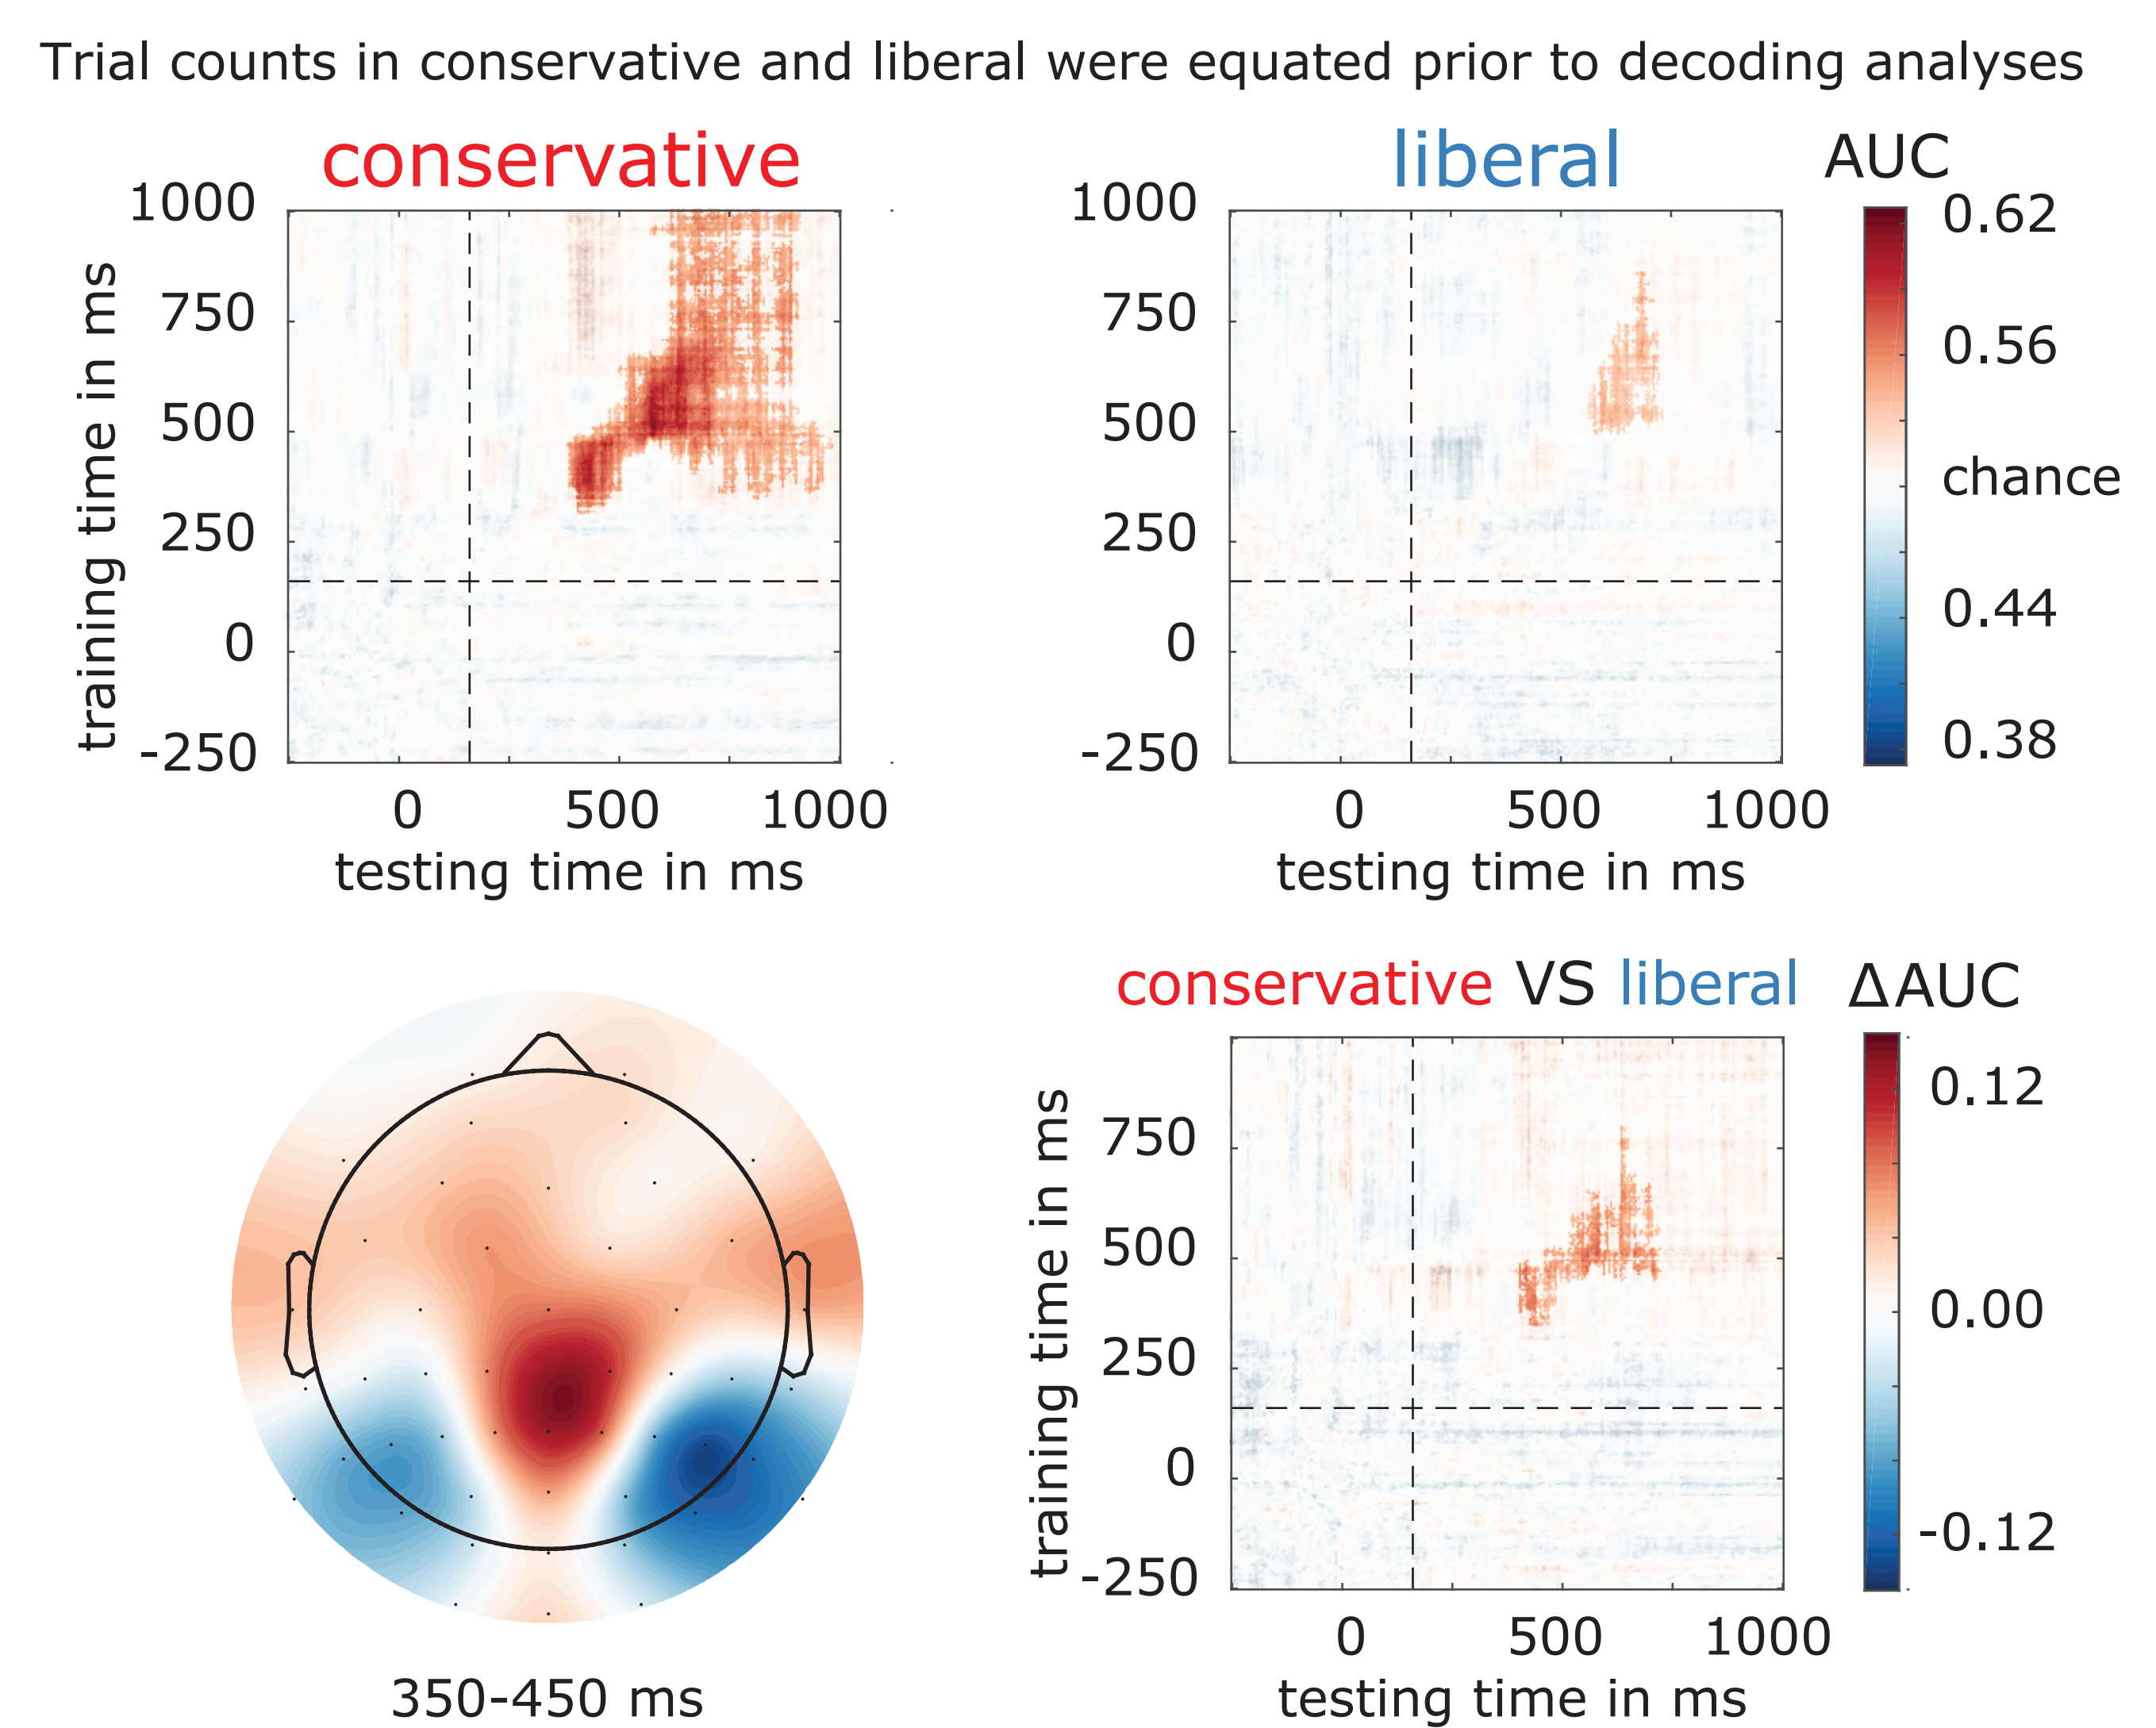 Trial counts in conservative and liberal were equated prior to decoding analyses
conservative
training time in ms
1000
750
500
250
0
-250
0 500 1000
testing time in ms
liberal
1000
750
500
250
0
-250
0 500 1000
testing time in ms
AUC
0.62
0.56
chance
0.44
0.38
350-450 ms
conservative VS liberal
training time in ms
750
500
250
0
-250
0 500 1000
testing time in ms
ΔAUC
0.12
0.00
-0.12